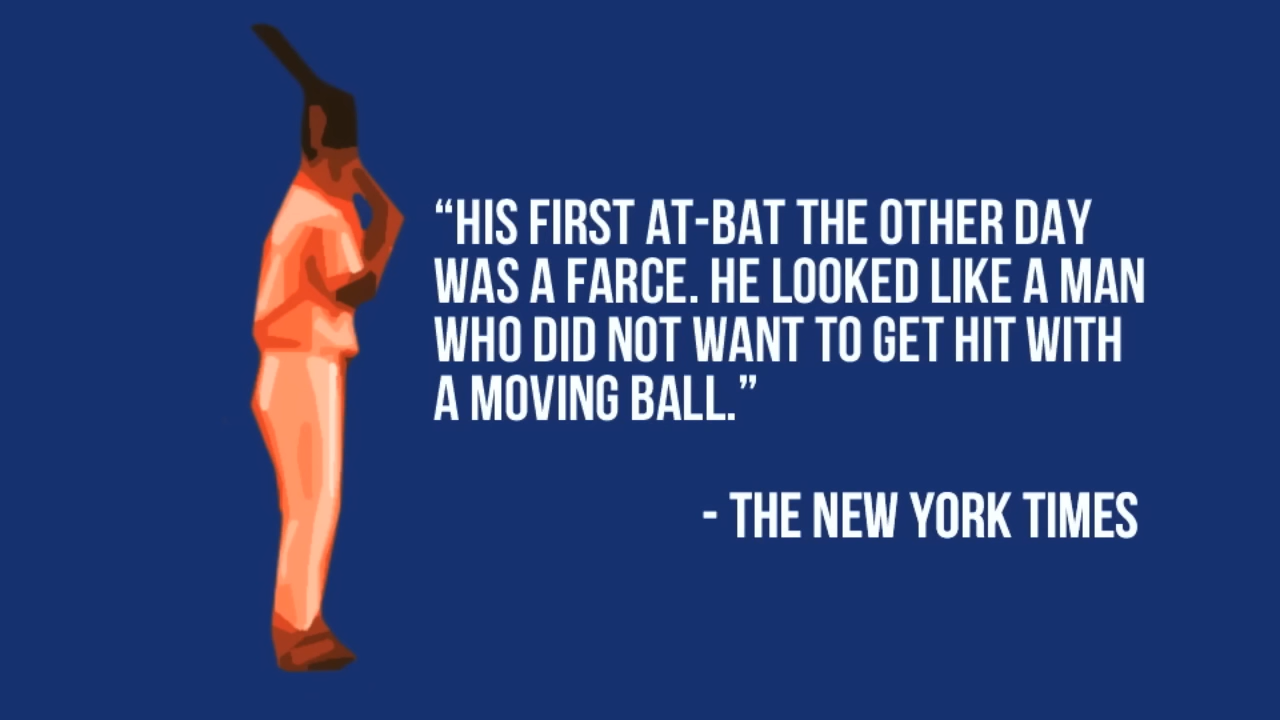 “HIS FIRST AT-BAT THE OTHER DAY
WAS A FARCE. HE LOOKED LIKE A MAN
WHO DID NOT WANT TO GET HIT WITH
A MOVING BALL.”
- THE NEW YORK TIMES